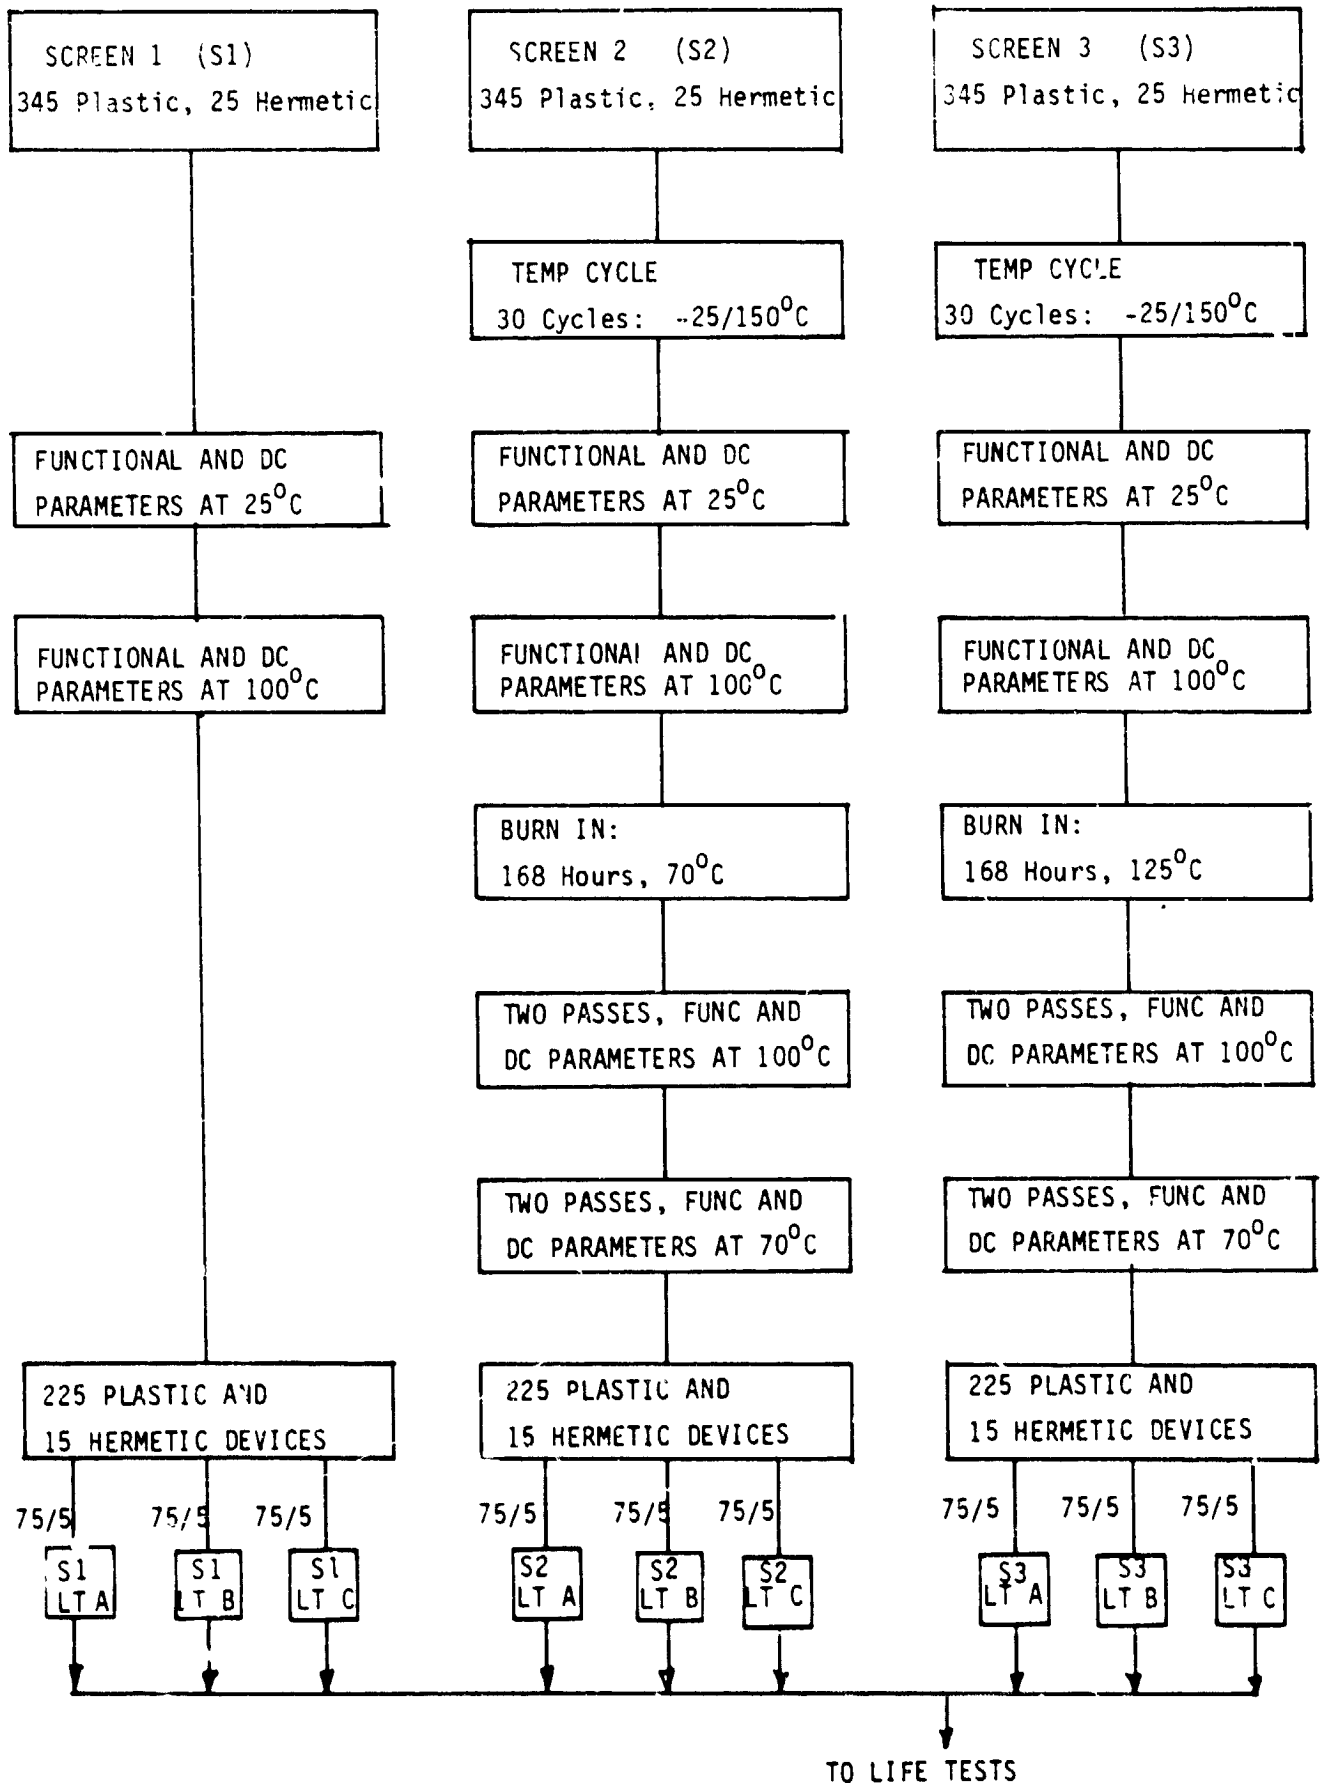 SCREEN 1 (S1)
345 Plastic, 25 Hermetic
FUNCTIONAL AND DC
PARAMETERS AT 25°C
FUNCTIONAL AND DC
PARAMETERS AT 100°C
225 PLASTIC AND
15 HERMETIC DEVICES
75/5 75/5 75/5
S1
LT A
S1
LT B
S1
LT C
SCREEN 2 (S2)
345 Plastic, 25 Hermetic
TEMP CYCLE
30 Cycles: -25/150°C
FUNCTIONAL AND DC
PARAMETERS AT 25°C
FUNCTIONAL AND DC
PARAMETERS AT 100°C
BURN IN:
168 Hours, 70°C
TWO PASSES, FUNC AND
DC PARAMETERS AT 100°C
TWO PASSES, FUNC AND
DC PARAMETERS AT 70°C
225 PLASTIC AND
15 HERMETIC DEVICES
75/5 75/5 75/5
S2
LT A
S2
LT B
S2
LT C
SCREEN 3 (S3)
345 Plastic, 25 Hermetic
TEMP CYCLE
30 Cycles: -25/150°C
FUNCTIONAL AND DC
PARAMETERS AT 25°C
FUNCTIONAL AND DC
PARAMETERS AT 100°C
BURN IN:
168 Hours, 125°C
TWO PASSES, FUNC AND
DC PARAMETERS AT 100°C
TWO PASSES, FUNC AND
DC PARAMETERS AT 70°C
225 PLASTIC AND
15 HERMETIC DEVICES
75/5 75/5 75/5
S3
LT A
S3
LT B
S3
LT C
TO LIFE TESTS